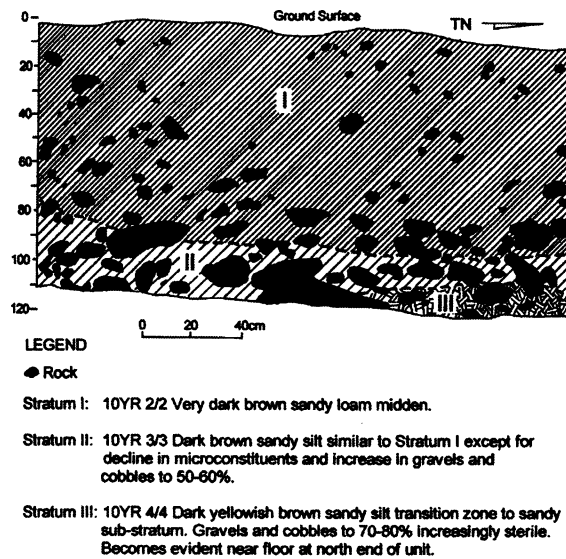 Ground Surface
TN
0
20
40
60
80
100
120
I
II
III
0 20 40cm
LEGEND
Rock
Stratum I: 10YR 2/2 Very dark brown sandy loam midden.
Stratum II: 10YR 3/3 Dark brown sandy silt similar to Stratum I except for
decline in microconstituents and increase in gravels and
cobbles to 50-60%.
Stratum III: 10YR 4/4 Dark yellowish brown sandy silt transition zone to sandy
sub-stratum. Gravels and cobbles to 70-80% increasingly sterile.
Becomes evident near floor at north end of unit.